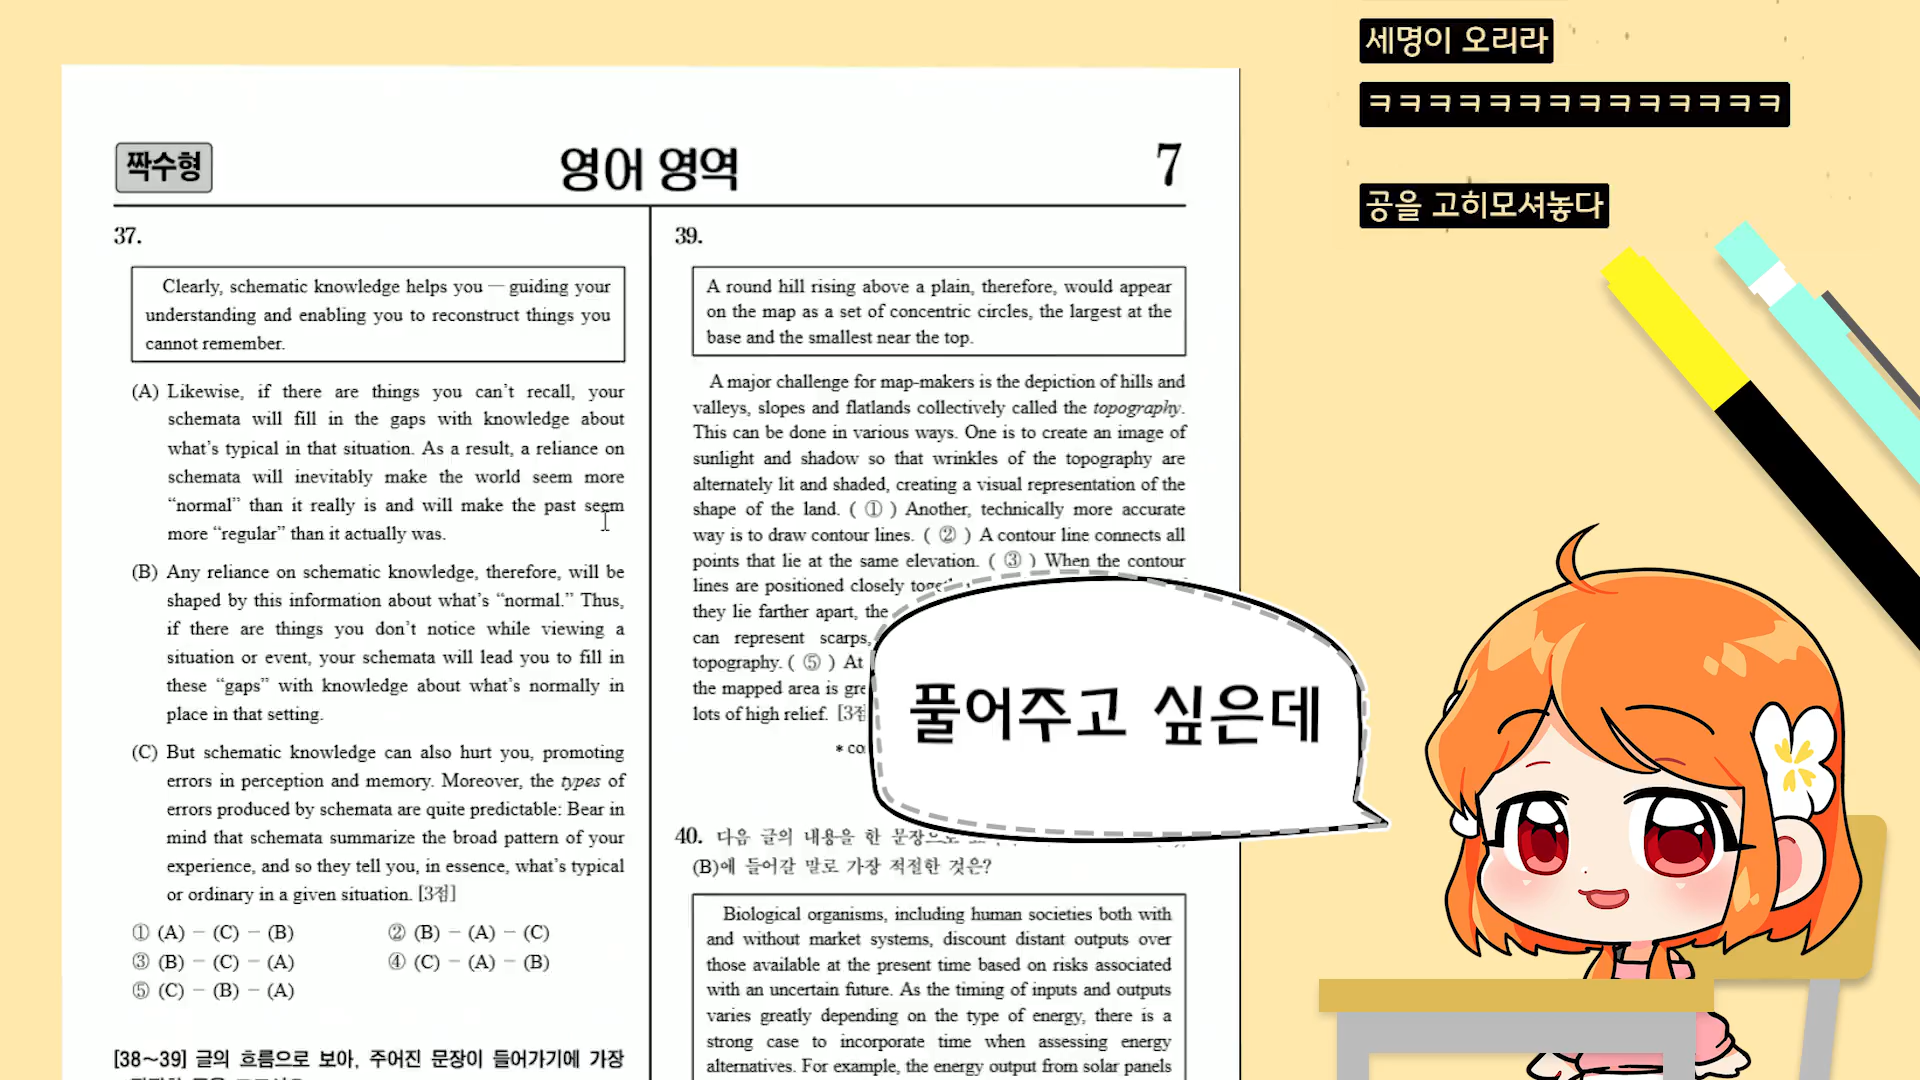 세명이 오리라
ㅋㅋㅋㅋㅋㅋㅋㅋㅋㅋㅋㅋㅋㅋ
공을 고히모셔놓다
짝수형
영어 영역
7
37.
Clearly, schematic knowledge helps you — guiding your
understanding and enabling you to reconstruct things you
cannot remember.
(A) Likewise, if there are things you can't recall, your
schemata will fill in the gaps with knowledge about
what's typical in that situation. As a result, a reliance on
schemata will inevitably make the world seem more
“normal” than it really is and will make the past seem
more “regular” than it actually was.
(B) Any reliance on schematic knowledge, therefore, will be
shaped by this information about what's “normal.” Thus,
if there are things you don't notice while viewing a
situation or event, your schemata will lead you to fill in
these “gaps” with knowledge about what's normally in
place in that setting.
(C) But schematic knowledge can also hurt you, promoting
errors in perception and memory. Moreover, the types of
errors produced by schemata are quite predictable: Bear in
mind that schemata summarize the broad pattern of your
experience, and so they tell you, in essence, what's typical
or ordinary in a given situation. [3점]
① (A) － (C) － (B) ② (B) － (A) － (C)
③ (B) － (C) － (A) ④ (C) － (A) － (B)
⑤ (C) － (B) － (A)
[38～39] 글의 흐름으로 보아, 주어진 문장이 들어가기에 가장
39.
A round hill rising above a plain, therefore, would appear
on the map as a set of concentric circles, the largest at the
base and the smallest near the top.
A major challenge for map-makers is the depiction of hills and
valleys, slopes and flatlands collectively called the topography.
This can be done in various ways. One is to create an image of
sunlight and shadow so that wrinkles of the topography are
alternately lit and shaded, creating a visual representation of the
shape of the land. ( ① ) Another, technically more accurate
way is to draw contour lines. ( ② ) A contour line connects all
points that lie at the same elevation. ( ③ ) When the contour
lines are positioned closely
they lie farther apart, the
can represent scarps,
topography. ( ⑤ ) At
the mapped area is
lots of high relief. [3점
풀어주고 싶은데
40. 다음 글의 내용을 한 문장으로
(B)에 들어갈 말로 가장 적절한 것은?
Biological organisms, including human societies both with
and without market systems, discount distant outputs over
those available at the present time based on risks associated
with an uncertain future. As the timing of inputs and outputs
varies greatly depending on the type of energy, there is a
strong case to incorporate time when assessing energy
alternatives. For example, the energy output from solar panels